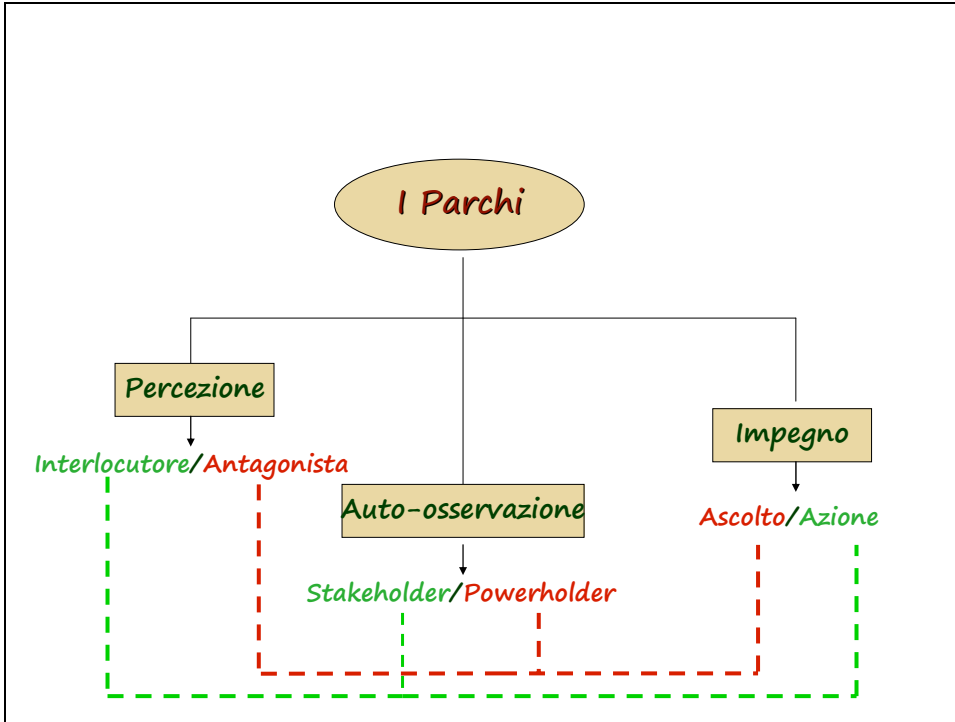 I Parchi
Percezione
Interlocutore/Antagonista
Auto-osservazione
Stakeholder/Powerholder
Impegno
Ascolto/Azione